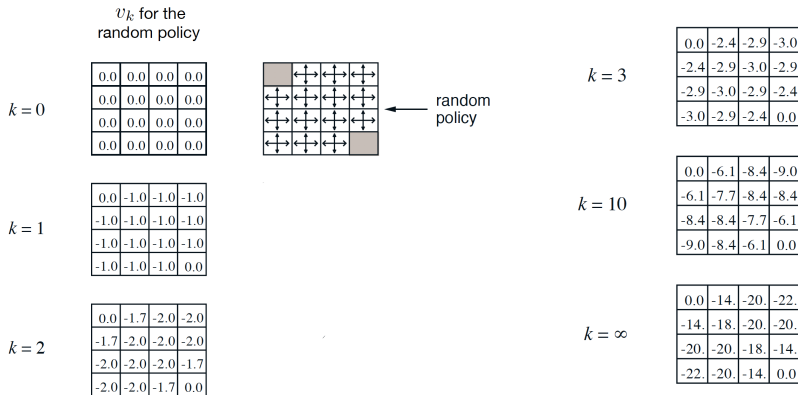 v_k for the
random policy
k = 0
0.0 0.0 0.0 0.0
0.0 0.0 0.0 0.0
0.0 0.0 0.0 0.0
0.0 0.0 0.0 0.0
random
policy
k = 1
0.0 -1.0 -1.0 -1.0
-1.0 -1.0 -1.0 -1.0
-1.0 -1.0 -1.0 -1.0
-1.0 -1.0 -1.0 0.0
k = 2
0.0 -1.7 -2.0 -2.0
-1.7 -2.0 -2.0 -2.0
-2.0 -2.0 -2.0 -1.7
-2.0 -2.0 -1.7 0.0
k = 3
0.0 -2.4 -2.9 -3.0
-2.4 -2.9 -3.0 -2.9
-2.9 -3.0 -2.9 -2.4
-3.0 -2.9 -2.4 0.0
k = 10
0.0 -6.1 -8.4 -9.0
-6.1 -7.7 -8.4 -8.4
-8.4 -8.4 -7.7 -6.1
-9.0 -8.4 -6.1 0.0
k = ∞
0.0 -14. -20. -22.
-14. -18. -20. -20.
-20. -20. -18. -14.
-22. -20. -14. 0.0